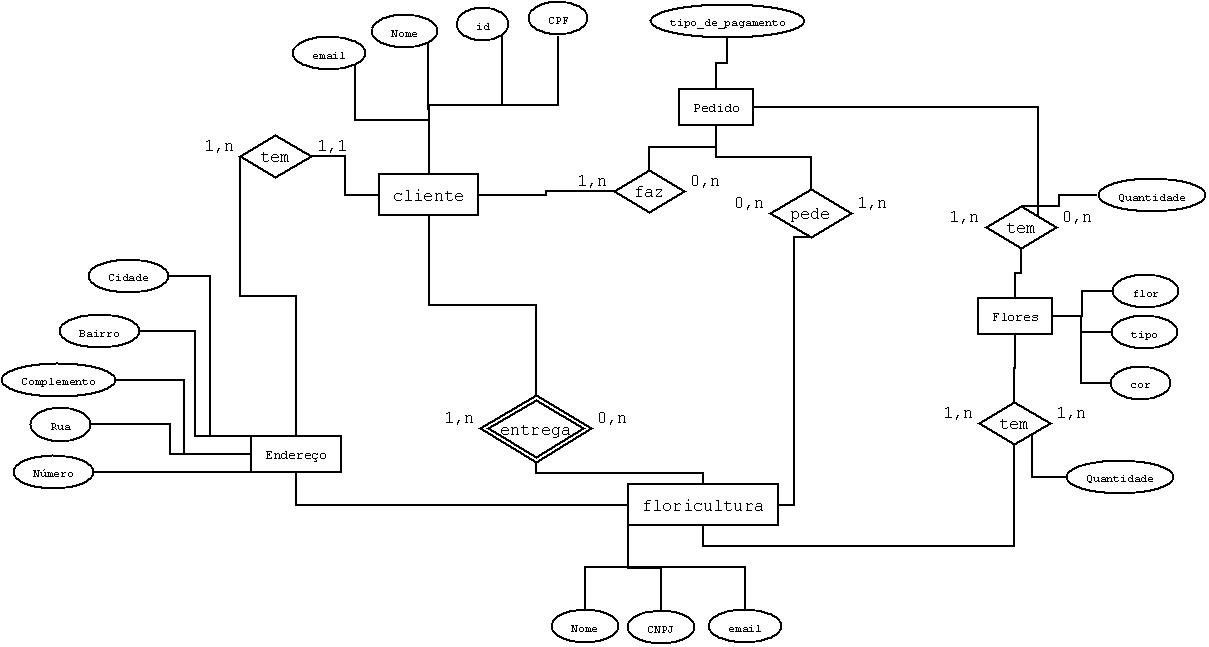 email
Nome
id
CPF
tipo_de_pagamento
Pedido
1,n
tem
1,1
cliente
1,n
faz
0,n
0,n
pede
1,n
Quantidade
1,n
tem
0,n
Cidade
Bairro
Complemento
Rua
Número
Endereço
Flores
flor
tipo
cor
1,n
entrega
0,n
1,n
tem
1,n
Quantidade
floricultura
Nome
CNPJ
email